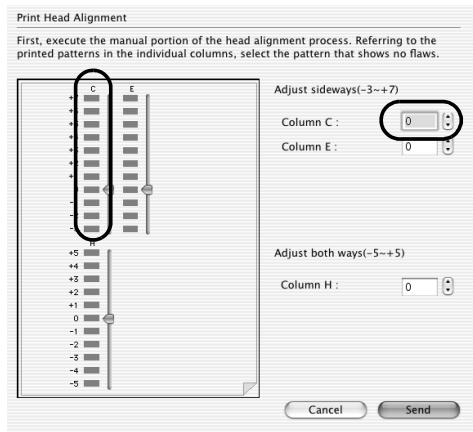 Print Head Alignment
First, execute the manual portion of the head alignment process. Referring to the
printed patterns in the individual columns, select the pattern that shows no flaws.
C E
Adjust sideways(-3~+7)
Column C : 0
Column E : 0
H
+5
+4
+3
+2
+1
0
-1
-2
-3
-4
-5
Adjust both ways(-5~+5)
Column H : 0
Cancel Send